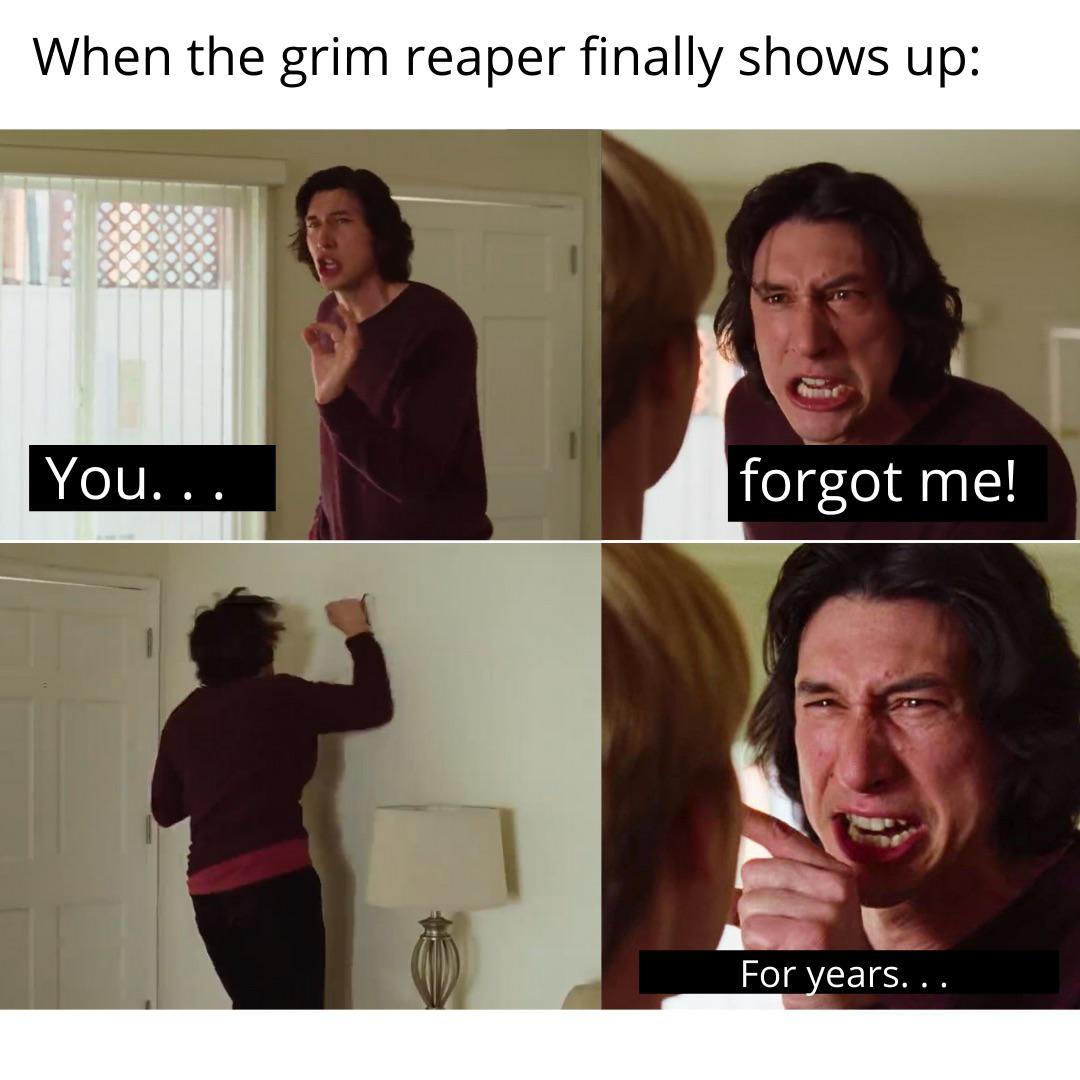 When the grim reaper finally shows up:
You. . .
forgot me!
For years. . .